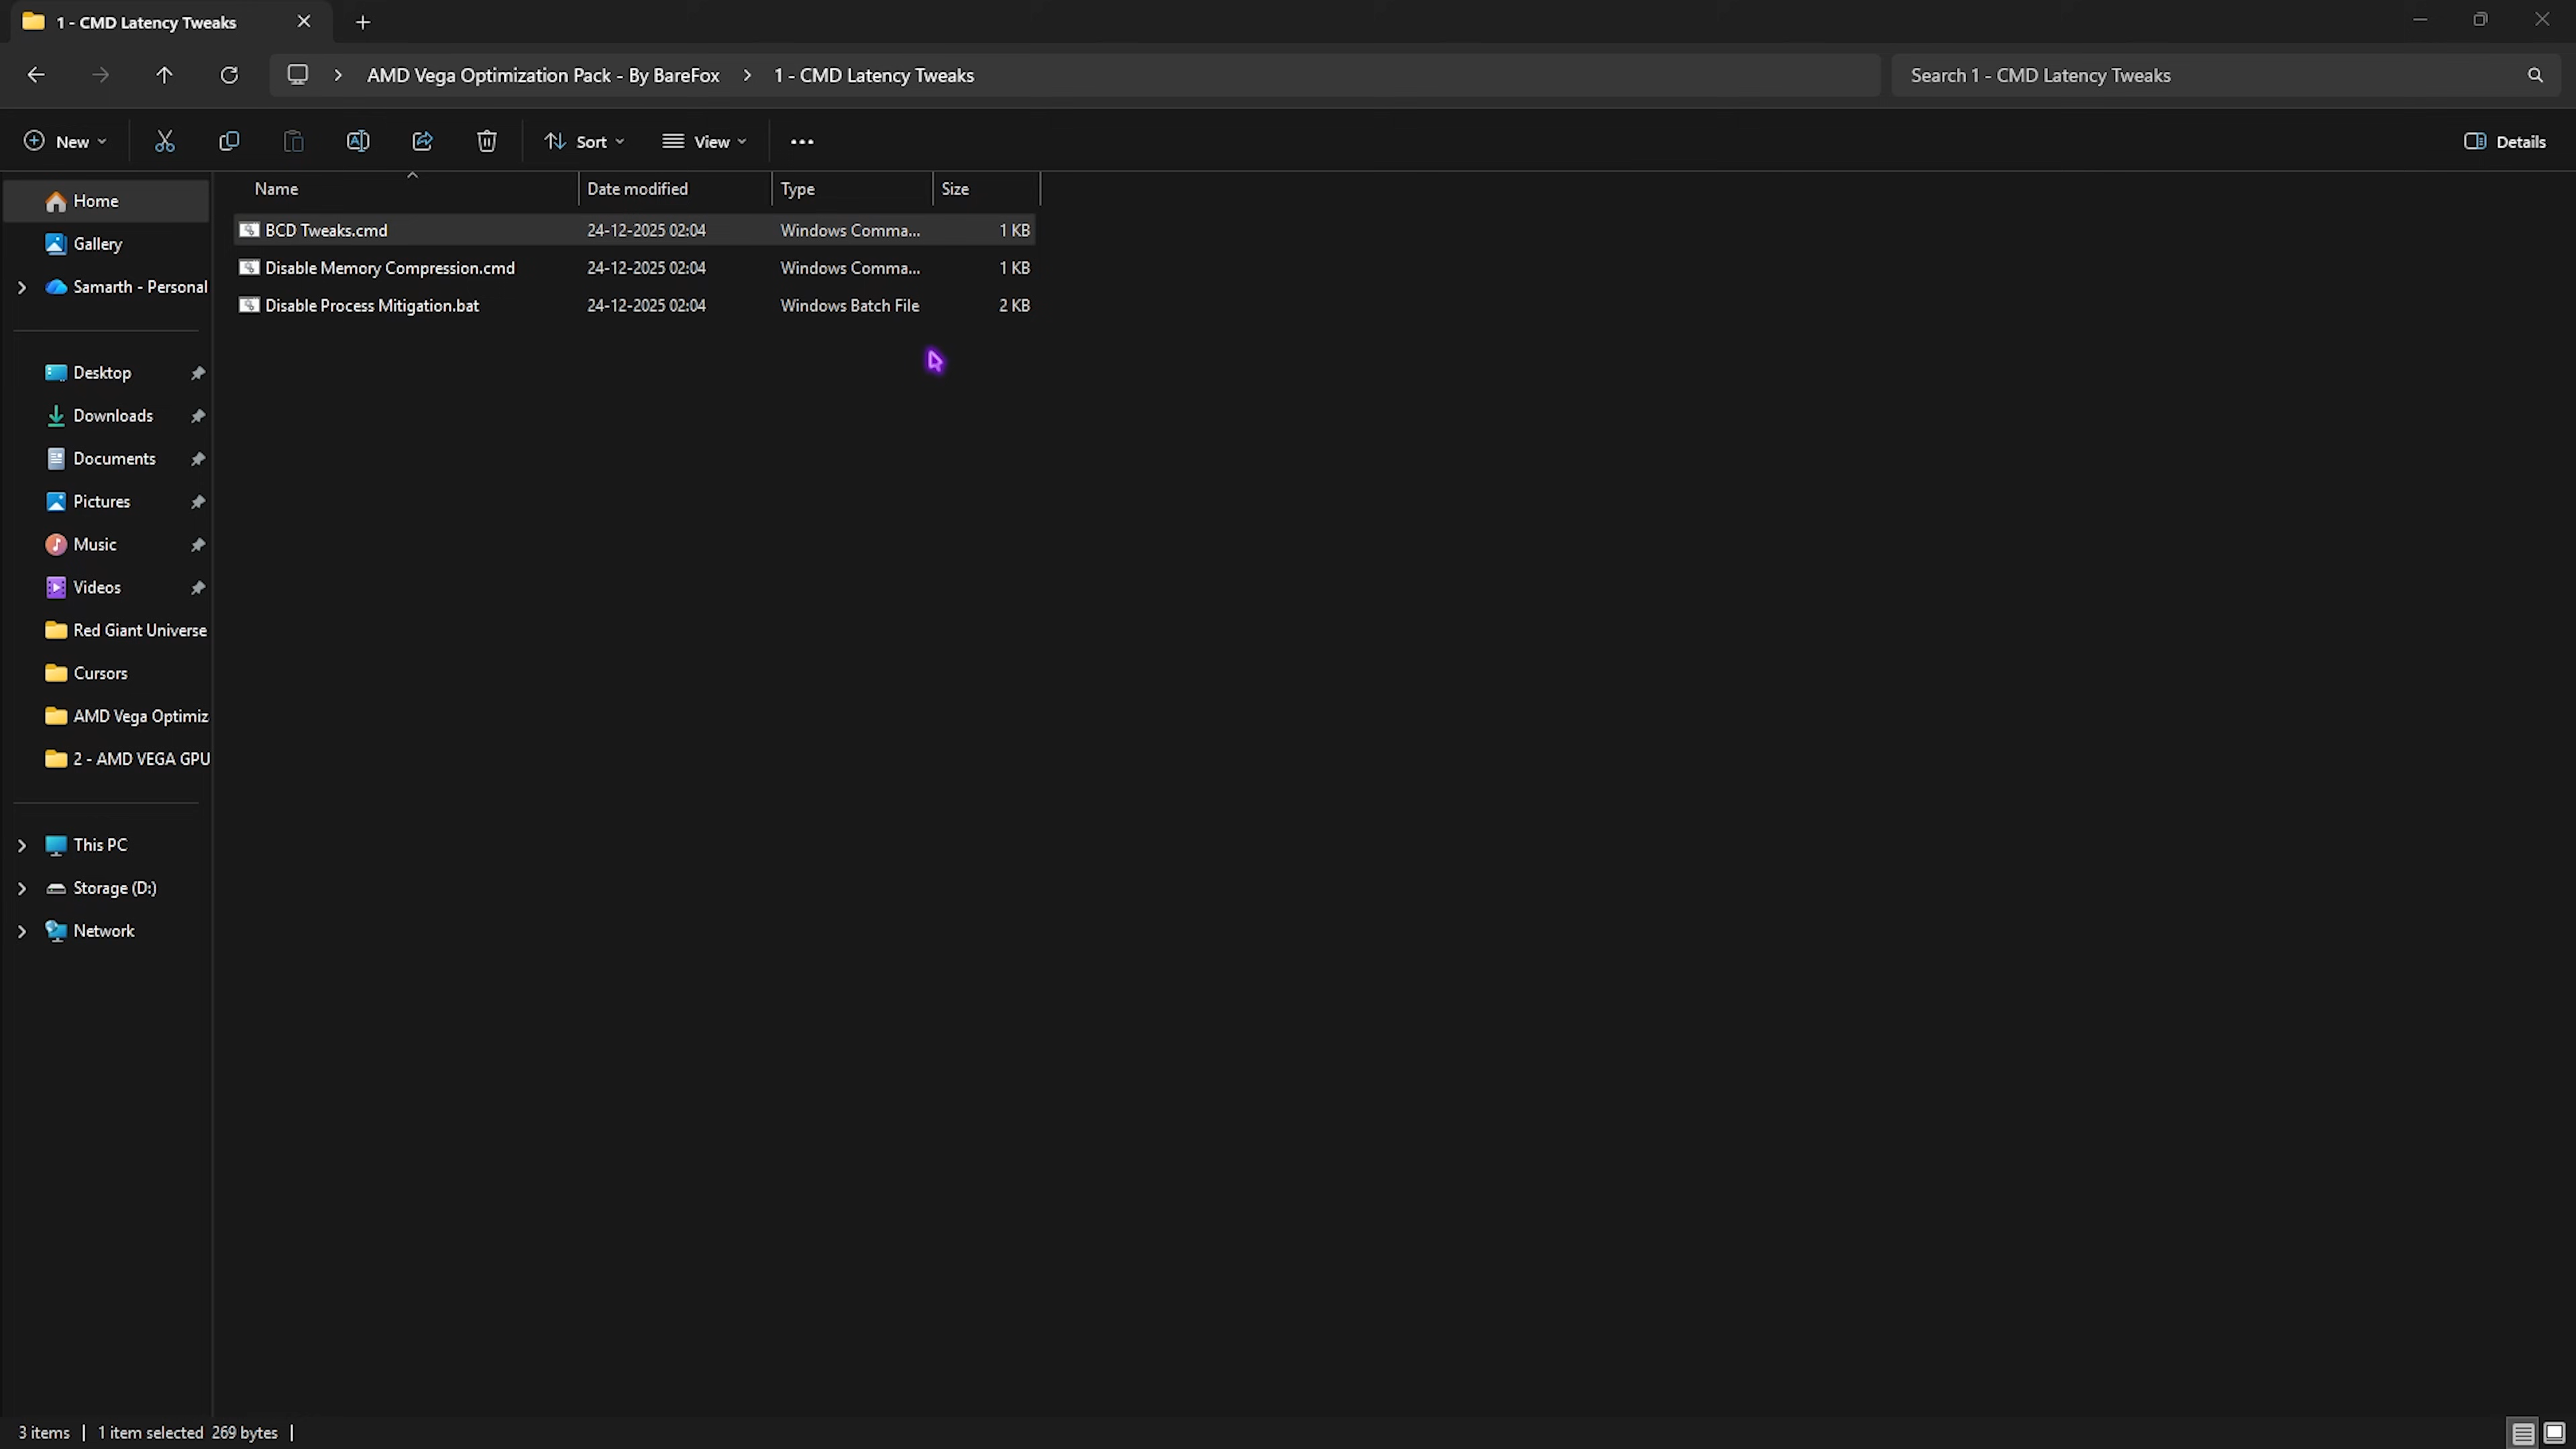 1 - CMD Latency Tweaks
AMD Vega Optimization Pack - By BareFox > 1 - CMD Latency Tweaks
Search 1 - CMD Latency Tweaks
New
Sort
View
Details
Name Date modified Type Size
BCD Tweaks.cmd 24-12-2025 02:04 Windows Comma... 1 KB
Disable Memory Compression.cmd 24-12-2025 02:04 Windows Comma... 1 KB
Disable Process Mitigation.bat 24-12-2025 02:04 Windows Batch File 2 KB
Home
Gallery
Samarth - Personal
Desktop
Downloads
Documents
Pictures
Music
Videos
Red Giant Universe
Cursors
AMD Vega Optimiz
2 - AMD VEGA GPU
This PC
Storage (D:)
Network
3 items | 1 item selected 269 bytes |